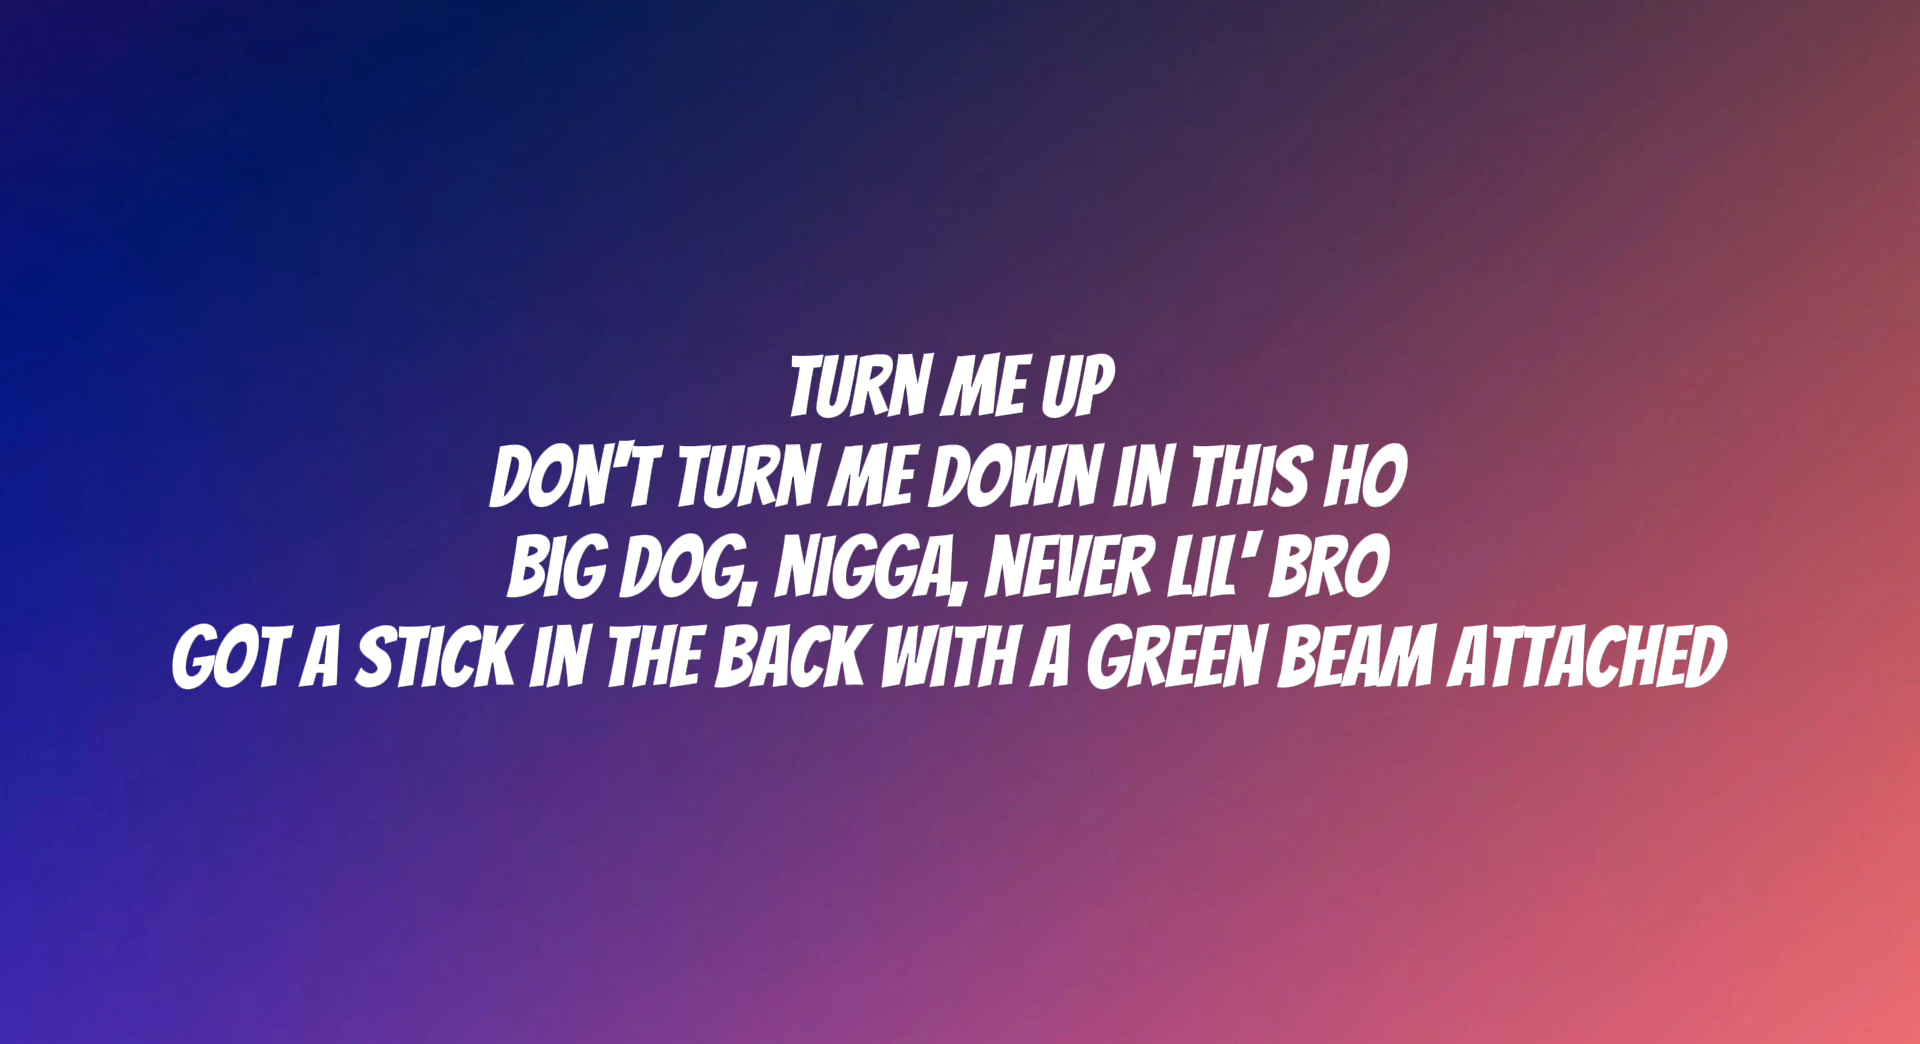 TURN ME UP
DON'T TURN ME DOWN IN THIS HO
BIG DOG, NIGGA, NEVER LIL' BRO
GOT A STICK IN THE BACK WITH A GREEN BEAM ATTACHED